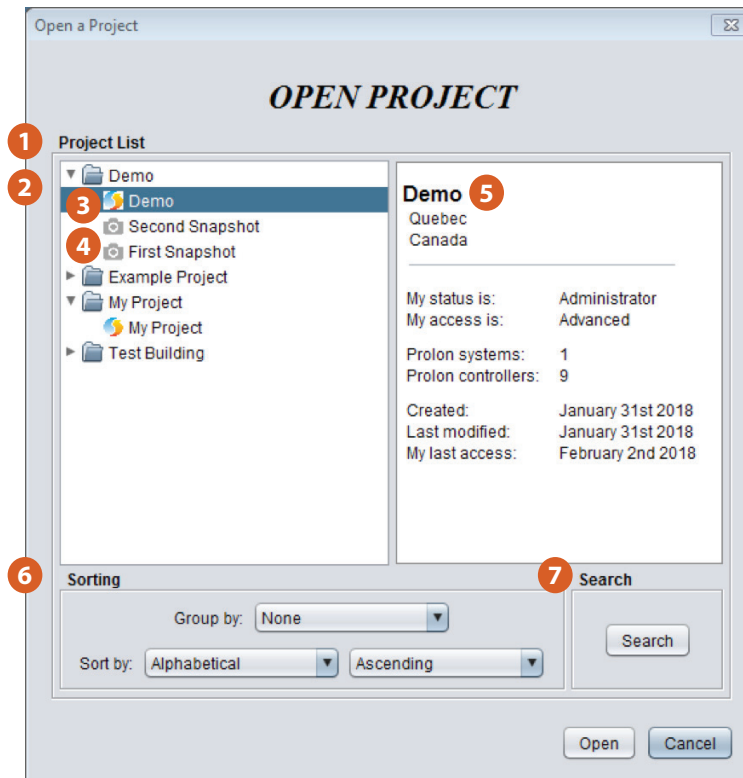 Open a Project
OPEN PROJECT
1 Project List
2 Demo
3 Demo
Second Snapshot
4 First Snapshot
Example Project
My Project
My Project
Test Building
Demo 5
Quebec
Canada
My status is: Administrator
My access is: Advanced
Prolon systems: 1
Prolon controllers: 9
Created: January 31st 2018
Last modified: January 31st 2018
My last access: February 2nd 2018
6 Sorting
Group by: None
Sort by: Alphabetical Ascending
7 Search
Search
Open Cancel